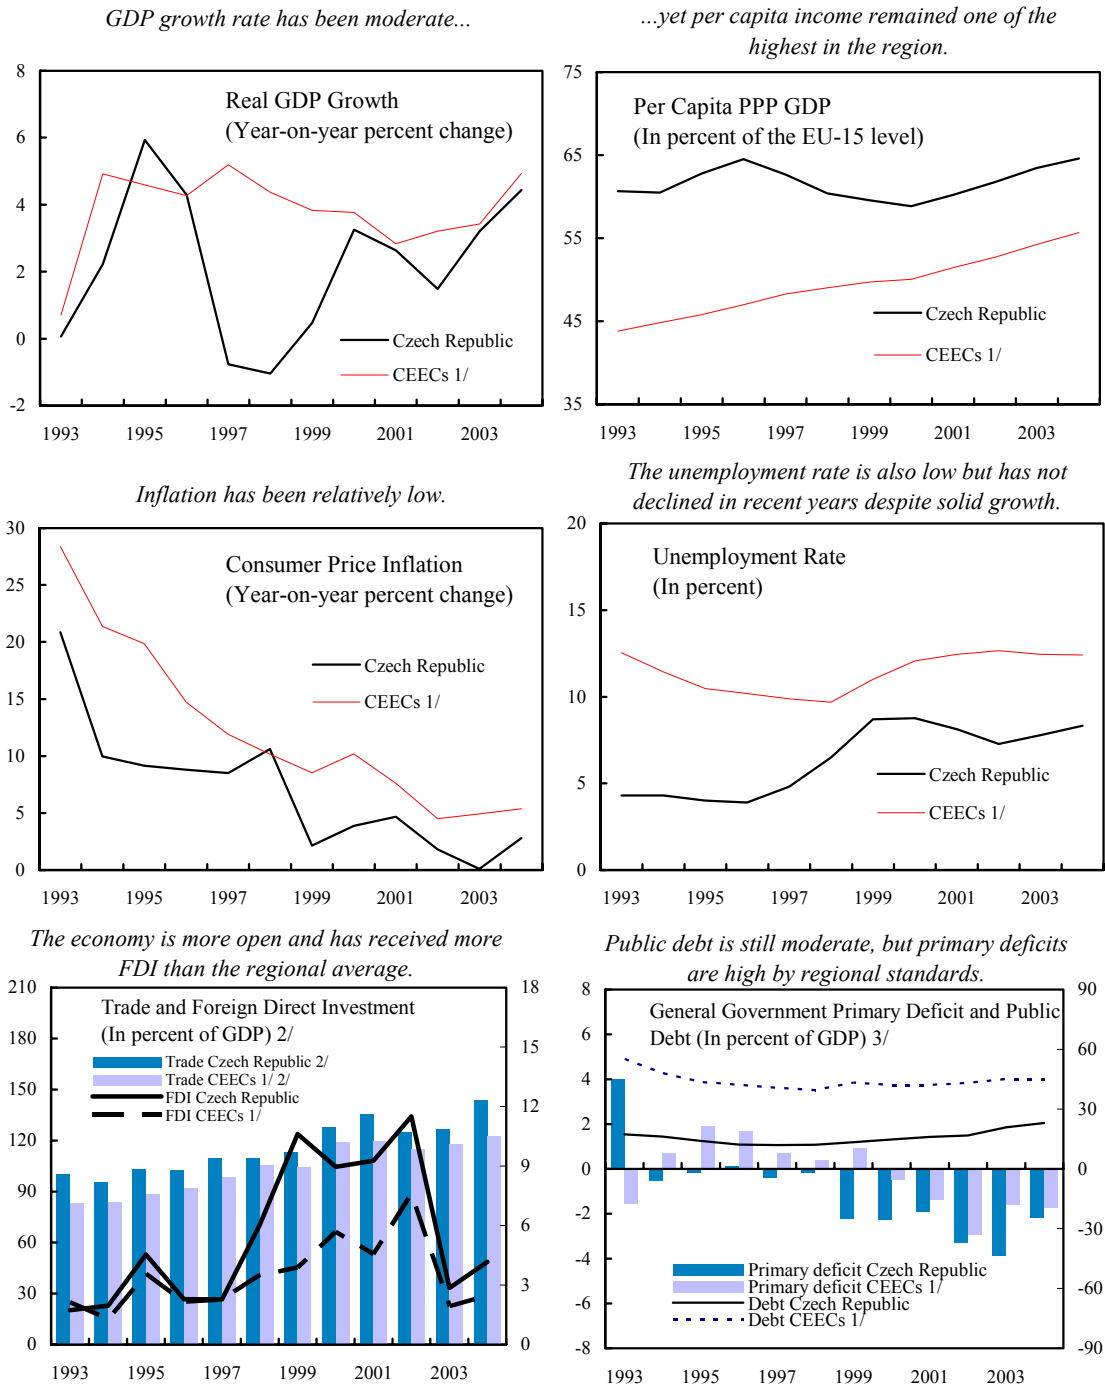 GDP growth rate has been moderate...
8
6
4
2
0
-2
Real GDP Growth
(Year-on-year percent change)
Czech Republic
CEECs 1/
1993 1995 1997 1999 2001 2003
...yet per capita income remained one of the
highest in the region.
75
65
55
45
35
Per Capita PPP GDP
(In percent of the EU-15 level)
Czech Republic
CEECs 1/
1993 1995 1997 1999 2001 2003
Inflation has been relatively low.
30
25
20
15
10
5
0
Consumer Price Inflation
(Year-on-year percent change)
Czech Republic
CEECs 1/
1993 1995 1997 1999 2001 2003
The unemployment rate is also low but has not
declined in recent years despite solid growth.
20
15
10
5
0
Unemployment Rate
(In percent)
Czech Republic
CEECs 1/
1993 1995 1997 1999 2001 2003
The economy is more open and has received more
FDI than the regional average.
210
180
150
120
90
60
30
0
Trade and Foreign Direct Investment
(In percent of GDP) 2/
Trade Czech Republic 2/
Trade CEECs 1/ 2/
FDI Czech Republic
FDI CEECs 1/
18
15
12
9
6
3
0
1993 1995 1997 1999 2001 2003
Public debt is still moderate, but primary deficits
are high by regional standards.
8
6
4
2
0
-2
-4
-6
-8
General Government Primary Deficit and Public
Debt (In percent of GDP) 3/
Primary deficit Czech Republic
Primary deficit CEECs 1/
Debt Czech Republic
Debt CEECs 1/
90
60
30
0
-30
-60
-90
1993 1995 1997 1999 2001 2003